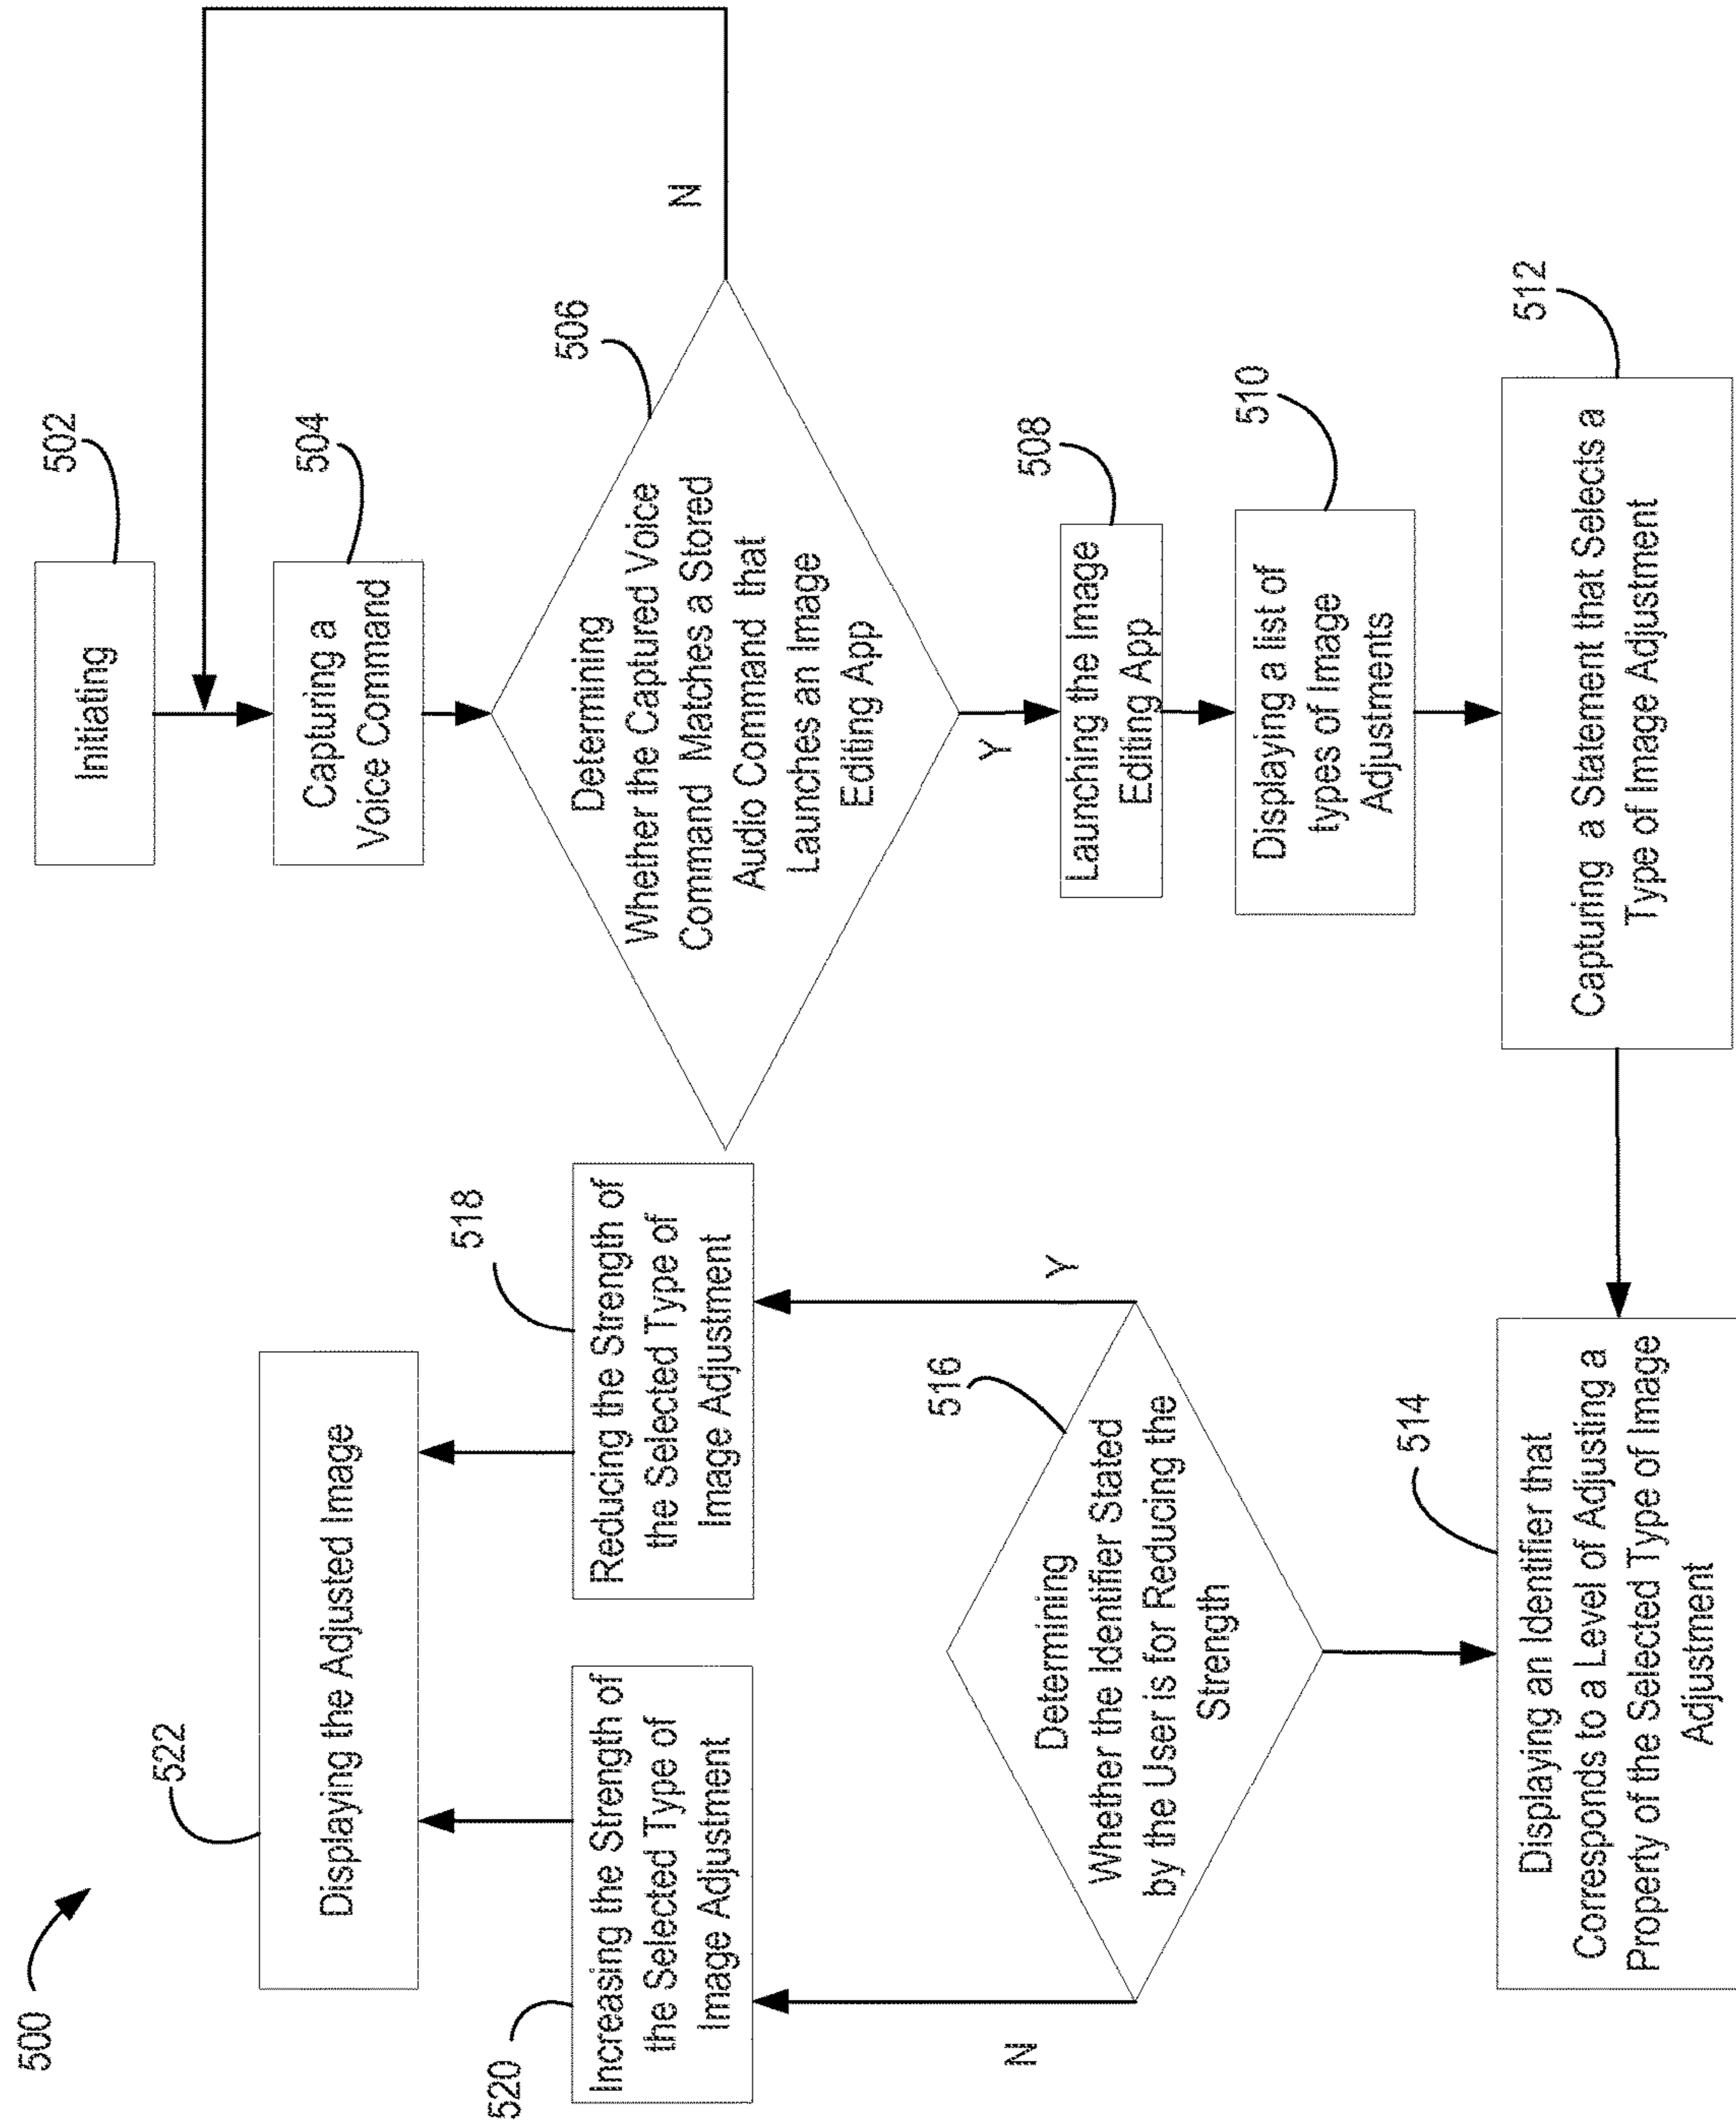 500
502
Initiating
504
Capturing a
Voice Command
506
Determining
Whether the Captured Voice
Command Matches a Stored
Audio Command that
Launches an Image
Editing App
N
Y
508
Launching the Image
Editing App
510
Displaying a list of
types of Image
Adjustments
512
Capturing a Statement that Selects a
Type of Image Adjustment
514
Displaying an Identifier that
Corresponds to a Level of Adjusting a
Property of the Selected Type of Image
Adjustment
516
Determining
Whether the Identifier Stated
by the User is for Reducing the
Strength
Y
N
518
Reducing the Strength of
the Selected Type of
Image Adjustment
520
Increasing the Strength of
the Selected Type of
Image Adjustment
522
Displaying the Adjusted Image